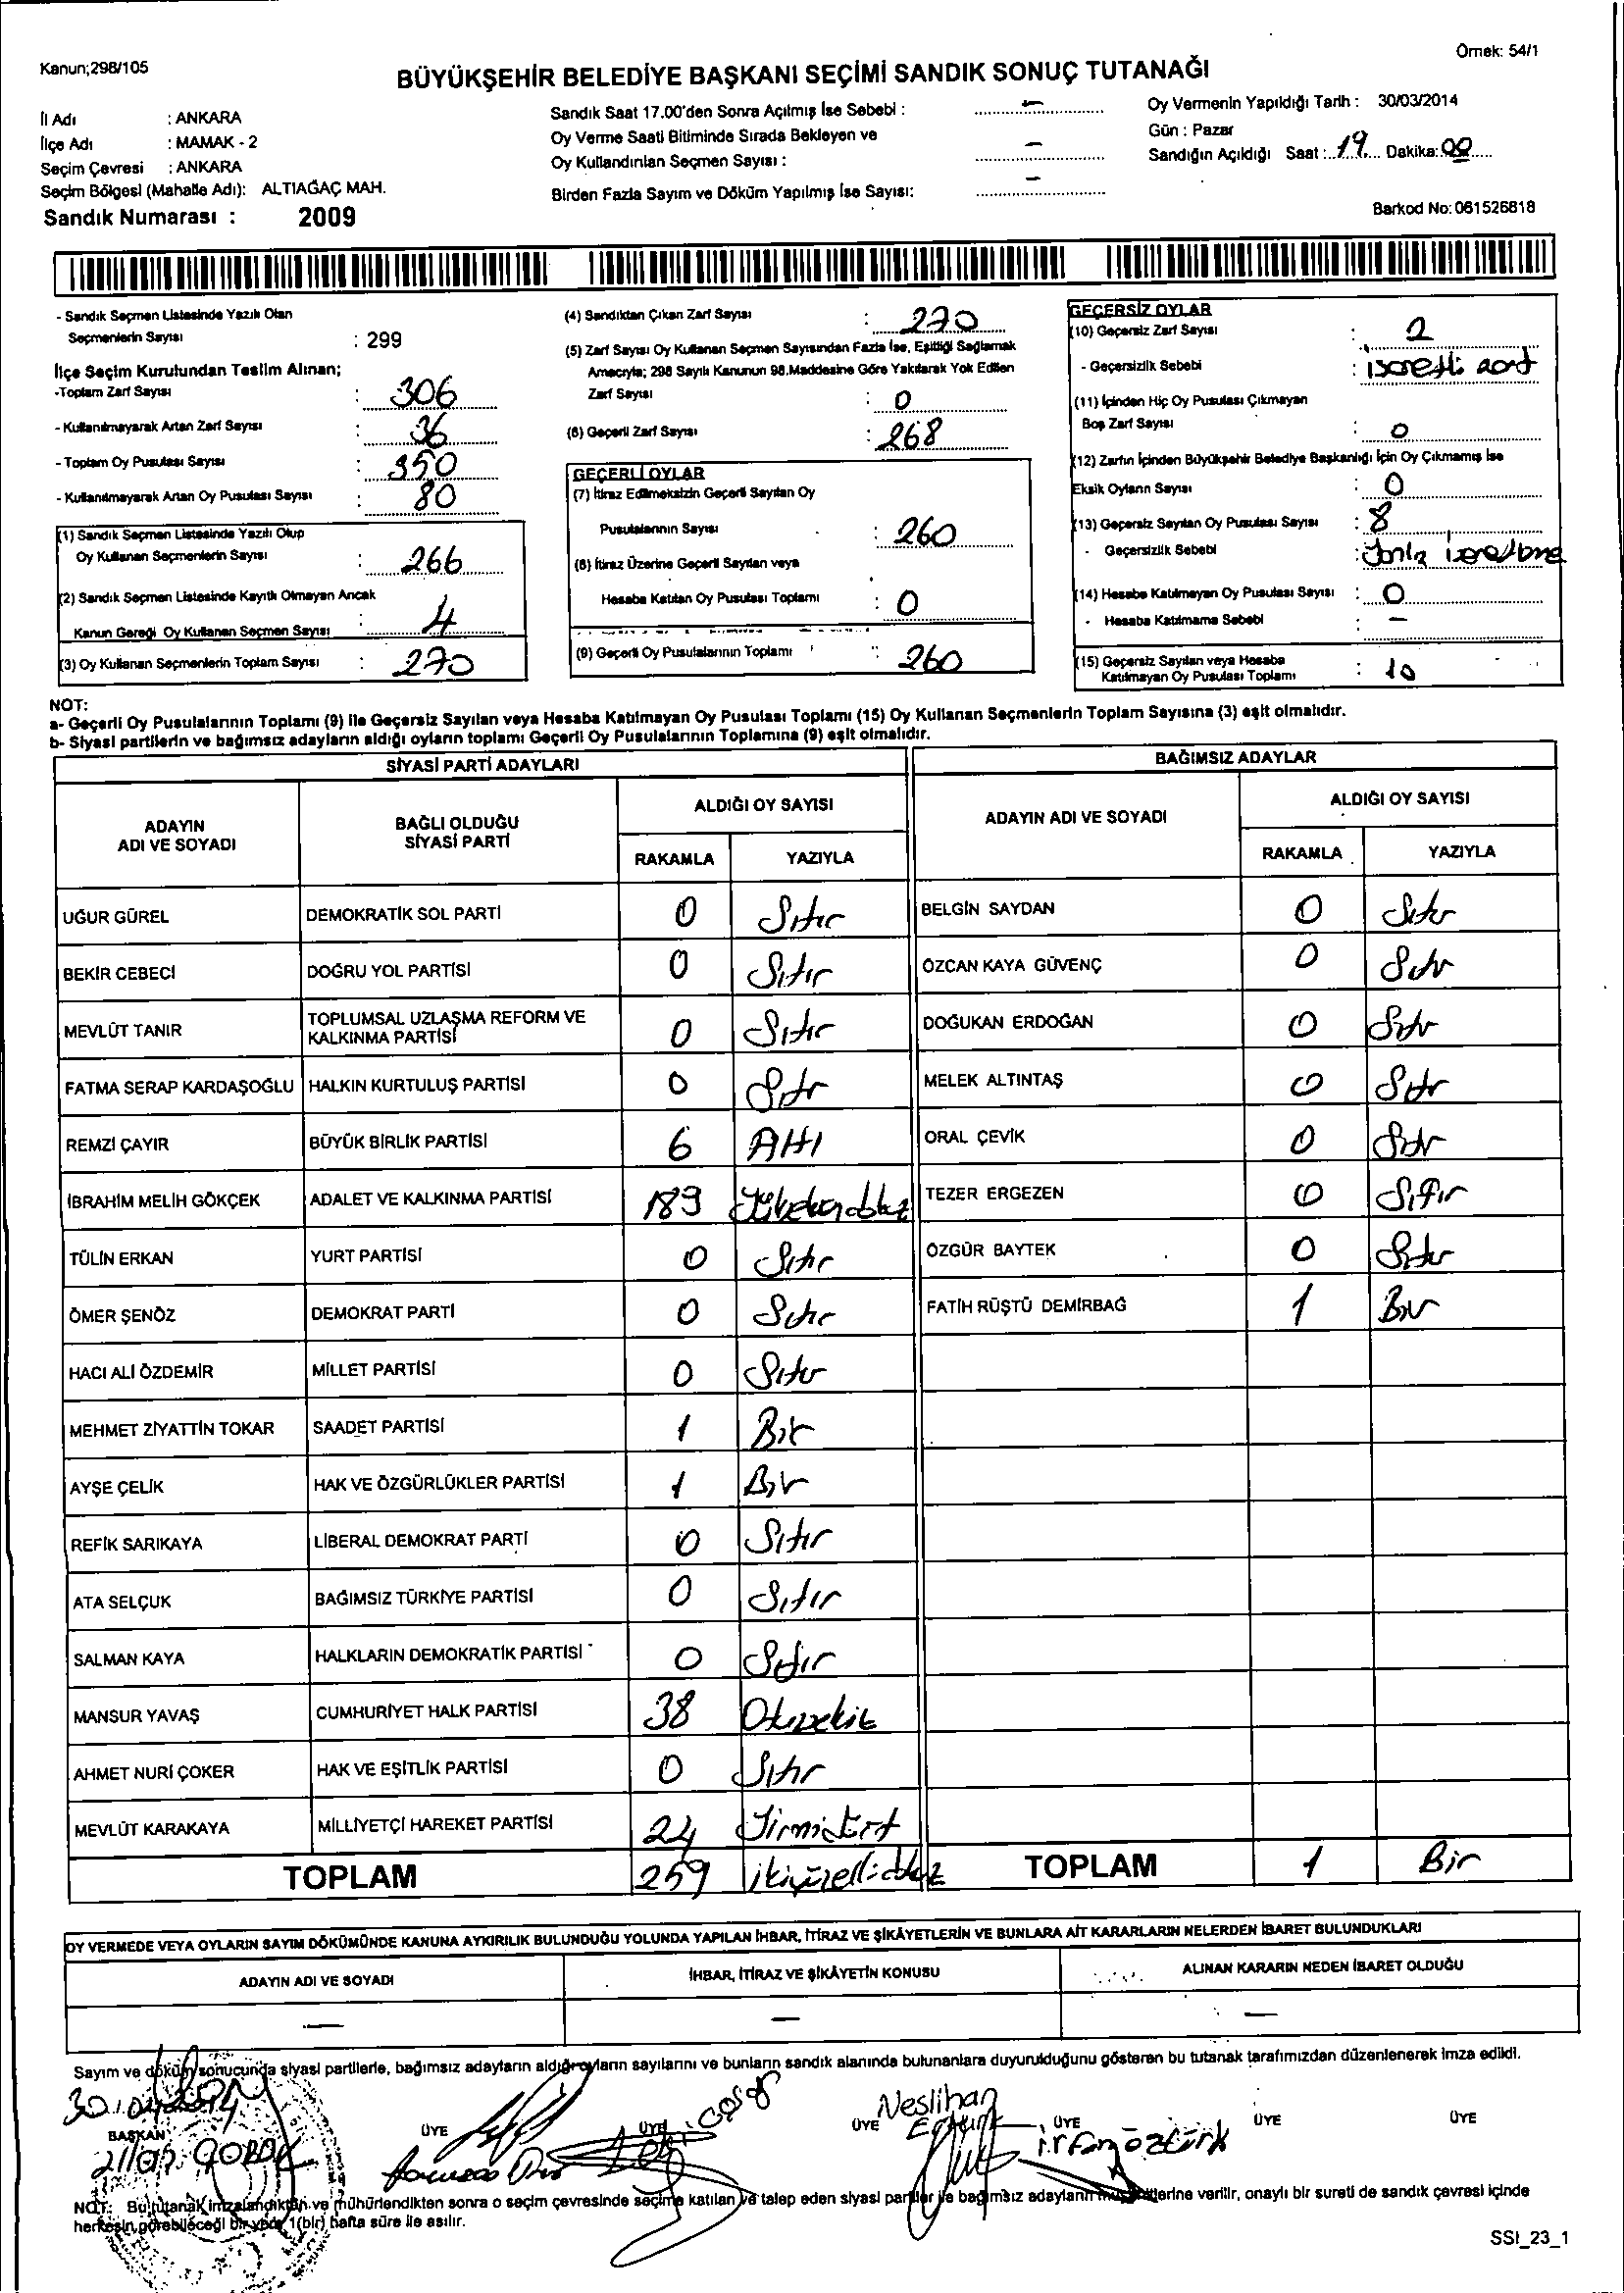 Kanun;298/105
Örnek: 54/1
BÜYÜKŞEHİR BELEDİYE BAŞKANI SEÇİMİ SANDIK SONUÇ TUTANAĞI
İl Adı : ANKARA
İlçe Adı : MAMAK - 2
Seçim Çevresi : ANKARA
Seçim Bölgesi (Mahalle Adı): ALTIAĞAÇ MAH.
Sandık Numarası : 2009
Sandık Saat 17.00'den Sonra Açılmış İse Sebebi : –
Oy Verme Saati Bitiminde Sırada Bekleyen ve
Oy Kullandırılan Seçmen Sayısı : –
Birden Fazla Sayım ve Döküm Yapılmış İse Sayısı: –
Oy Vermenin Yapıldığı Tarih : 30/03/2014
Gün : Pazar
Sandığın Açıldığı Saat : 19 Dakika: 00
Barkod No: 061526818
- Sandık Seçmen Listesinde Yazılı Olan
Seçmenlerin Sayısı : 299
İlçe Seçim Kurulundan Teslim Alınan;
-Toplam Zarf Sayısı : 306
- Kullanılmayarak Artan Zarf Sayısı : 36
- Toplam Oy Pusulası Sayısı : 350
- Kullanılmayarak Artan Oy Pusulası Sayısı : 80
(1) Sandık Seçmen Listesinde Yazılı Olup
Oy Kullanan Seçmenlerin Sayısı : 266
(2) Sandık Seçmen Listesinde Kayıtlı Olmayan Ancak
Kanun Gereği Oy Kullanan Seçmen Sayısı : 4
(3) Oy Kullanan Seçmenlerin Toplam Sayısı : 270
(4) Sandıktan Çıkan Zarf Sayısı : 270
(5) Zarf Sayısı Oy Kullanan Seçmen Sayısından Fazla İse, Eşitliği Sağlamak
Amacıyla; 298 Sayılı Kanunun 98.Maddesine Göre Yakılarak Yok Edilen
Zarf Sayısı : 0
(6) Geçerli Zarf Sayısı : 268
GEÇERLİ OYLAR
(7) İtiraz Edilmeksizin Geçerli Sayılan Oy
Pusulalarının Sayısı : 260
(8) İtiraz Üzerine Geçerli Sayılan veya
Hesaba Katılan Oy Pusulası Toplamı : 0
(9) Geçerli Oy Pusulalarının Toplamı : 260
GEÇERSİZ OYLAR
(10) Geçersiz Zarf Sayısı : 2
- Geçersizlik Sebebi : işaretli zarf
(11) İçinden Hiç Oy Pusulası Çıkmayan
Boş Zarf Sayısı : 0
(12) Zarfın İçinden Büyükşehir Belediye Başkanlığı İçin Oy Çıkmamış İse
Eksik Oyların Sayısı : 0
(13) Geçersiz Sayılan Oy Pusulası Sayısı : 8
- Geçersizlik Sebebi :
(14) Hesaba Katılmayan Oy Pusulası Sayısı : 0
- Hesaba Katılmama Sebebi : –
(15) Geçersiz Sayılan veya Hesaba
Katılmayan Oy Pusulası Toplamı : 10
NOT:
a- Geçerli Oy Pusulalarının Toplamı (9) ile Geçersiz Sayılan veya Hesaba Katılmayan Oy Pusulası Toplamı (15) Oy Kullanan Seçmenlerin Toplam Sayısına (3) eşit olmalıdır.
b- Siyasi partilerin ve bağımsız adayların aldığı oyların toplamı Geçerli Oy Pusulalarının Toplamına (9) eşit olmalıdır.
SİYASİ PARTİ ADAYLARI
ADAYIN ADI VE SOYADI
BAĞLI OLDUĞU SİYASİ PARTİ
ALDIĞI OY SAYISI
RAKAMLA YAZIYLA
UĞUR GÜREL DEMOKRATİK SOL PARTİ 0 Sıfır
BEKİR CEBECİ DOĞRU YOL PARTİSİ 0 Sıfır
MEVLÜT TANIR TOPLUMSAL UZLAŞMA REFORM VE KALKINMA PARTİSİ 0 Sıfır
FATMA SERAP KARDAŞOĞLU HALKIN KURTULUŞ PARTİSİ 0 Sıfır
REMZİ ÇAYIR BÜYÜK BİRLİK PARTİSİ 6 Altı
İBRAHİM MELİH GÖKÇEK ADALET VE KALKINMA PARTİSİ 189
TÜLİN ERKAN YURT PARTİSİ 0 Sıfır
ÖMER ŞENÖZ DEMOKRAT PARTİ 0 Sıfır
HACI ALİ ÖZDEMİR MİLLET PARTİSİ 0 Sıfır
MEHMET ZİYATTİN TOKAR SAADET PARTİSİ 1 Bir
AYŞE ÇELİK HAK VE ÖZGÜRLÜKLER PARTİSİ 1 Bir
REFİK SARIKAYA LİBERAL DEMOKRAT PARTİ 0 Sıfır
ATA SELÇUK BAĞIMSIZ TÜRKİYE PARTİSİ 0 Sıfır
SALMAN KAYA HALKLARIN DEMOKRATİK PARTİSİ 0 Sıfır
MANSUR YAVAŞ CUMHURİYET HALK PARTİSİ 38 Otuzsekiz
AHMET NURİ ÇOKER HAK VE EŞİTLİK PARTİSİ 0 Sıfır
MEVLÜT KARAKAYA MİLLİYETÇİ HAREKET PARTİSİ 24 Yirmidört
TOPLAM 259 ikiyüzellidokuz
BAĞIMSIZ ADAYLAR
ADAYIN ADI VE SOYADI
ALDIĞI OY SAYISI
RAKAMLA YAZIYLA
BELGİN SAYDAN 0 Sıfır
ÖZCAN KAYA GÜVENÇ 0 Sıfır
DOĞUKAN ERDOĞAN 0 Sıfır
MELEK ALTINTAŞ 0 Sıfır
ORAL ÇEVİK 0 Sıfır
TEZER ERGEZEN 0 Sıfır
ÖZGÜR BAYTEK 0 Sıfır
FATİH RÜŞTÜ DEMİRBAĞ 1 Bir
TOPLAM 1 Bir
OY VERMEDE VEYA OYLARIN SAYIM DÖKÜMÜNDE KANUNA AYKIRILIK BULUNDUĞU YOLUNDA YAPILAN İHBAR, İTİRAZ VE ŞİKÂYETLERİN VE BUNLARA AİT KARARLARIN NELERDEN İBARET BULUNDUKLARI
ADAYIN ADI VE SOYADI
İHBAR, İTİRAZ VE ŞİKÂYETİN KONUSU
ALINAN KARARIN NEDEN İBARET OLDUĞU
— — —
Sayım ve döküm sonucunda siyasi partilerle, bağımsız adayların aldığı oyların sayılarını ve bunların sandık alanında bulunanlara duyurulduğunu gösteren bu tutanak tarafımızdan düzenlenerek imza edildi.
BAŞKAN
ÜYE
ÜYE
ÜYE Neslihan
ÜYE irfan öztürk
ÜYE
ÜYE
NOT: Bu tutanak imzalandıktan ve mühürlendikten sonra o seçim çevresinde seçime katılan ve talep eden siyasi partiler ile bağımsız adayların müşahitlerine verilir, onaylı bir sureti de sandık çevresi içinde
herkesin görebileceği bir yere 1(bir) hafta süre ile asılır.
SSI_23_1